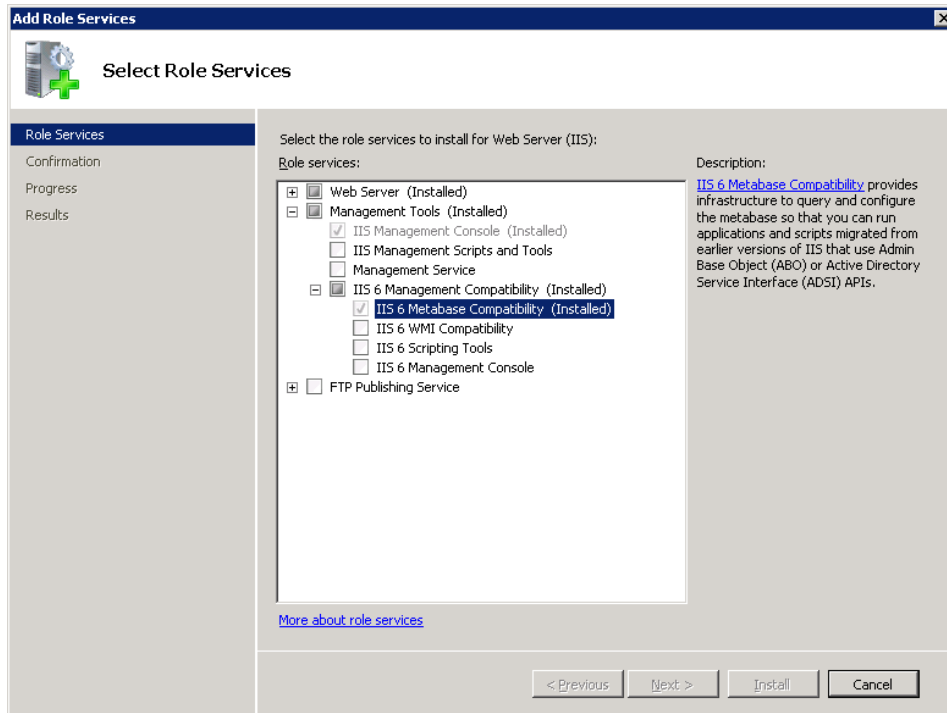 Add Role Services
Select Role Services
Role Services
Confirmation
Progress
Results
Select the role services to install for Web Server (IIS):
Role services:
Web Server (Installed)
Management Tools (Installed)
IIS Management Console (Installed)
IIS Management Scripts and Tools
Management Service
IIS 6 Management Compatibility (Installed)
IIS 6 Metabase Compatibility (Installed)
IIS 6 WMI Compatibility
IIS 6 Scripting Tools
IIS 6 Management Console
FTP Publishing Service
More about role services
Description:
IIS 6 Metabase Compatibility provides
infrastructure to query and configure
the metabase so that you can run
applications and scripts migrated from
earlier versions of IIS that use Admin
Base Object (ABO) or Active Directory
Service Interface (ADSI) APIs.
< Previous
Next >
Install
Cancel